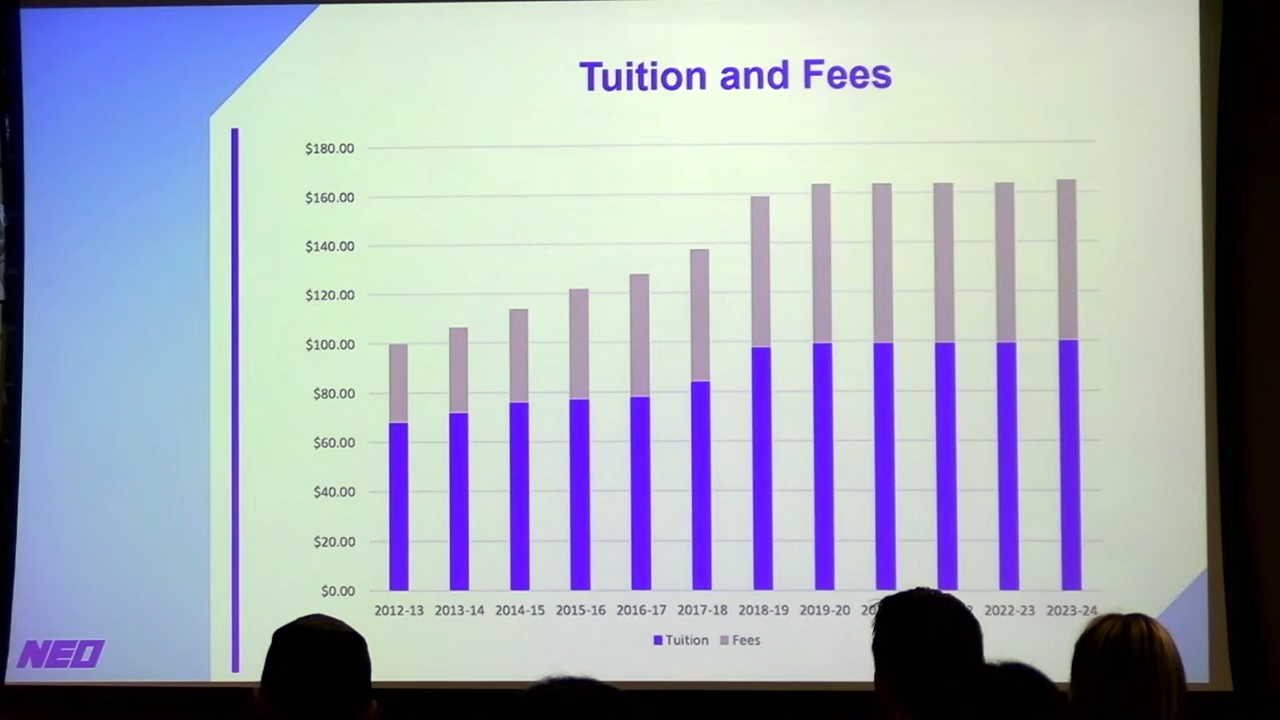 Tuition and Fees
$180.00
$160.00
$140.00
$120.00
$100.00
$80.00
$60.00
$40.00
$20.00
$0.00
2012-13 2013-14 2014-15 2015-16 2016-17 2017-18 2018-19 2019-20 2022-23 2023-24
Tuition Fees
NEO